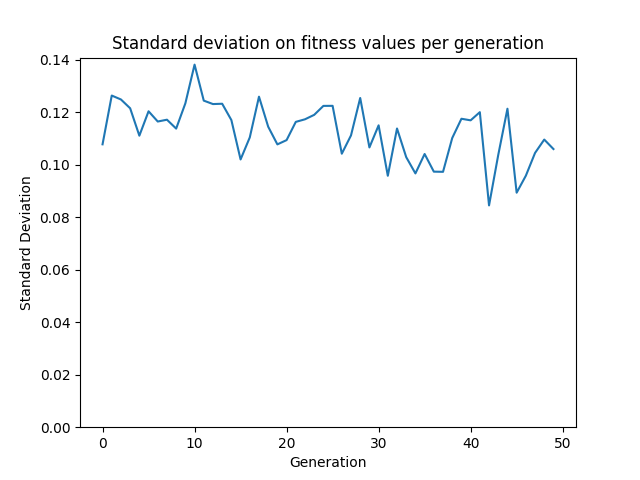 Standard deviation on fitness values per generation
0.14
0.12
0.10
0.08
0.06
0.04
0.02
0.00
Standard Deviation
0 10 20 30 40 50
Generation